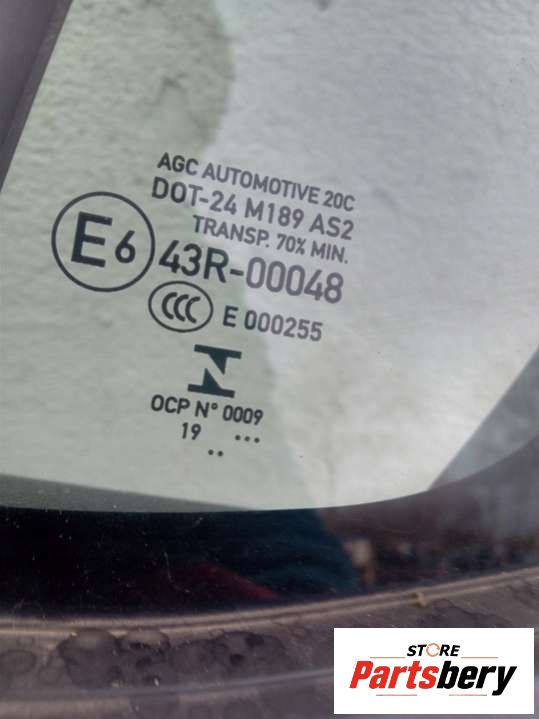 AGC AUTOMOTIVE 20C
DOT-24 M189 AS2
TRANSP. 70% MIN.
E6 43R-00048
CCC E 000255
N
OCP N° 0009
19 ...
..
STORE
Partsbery